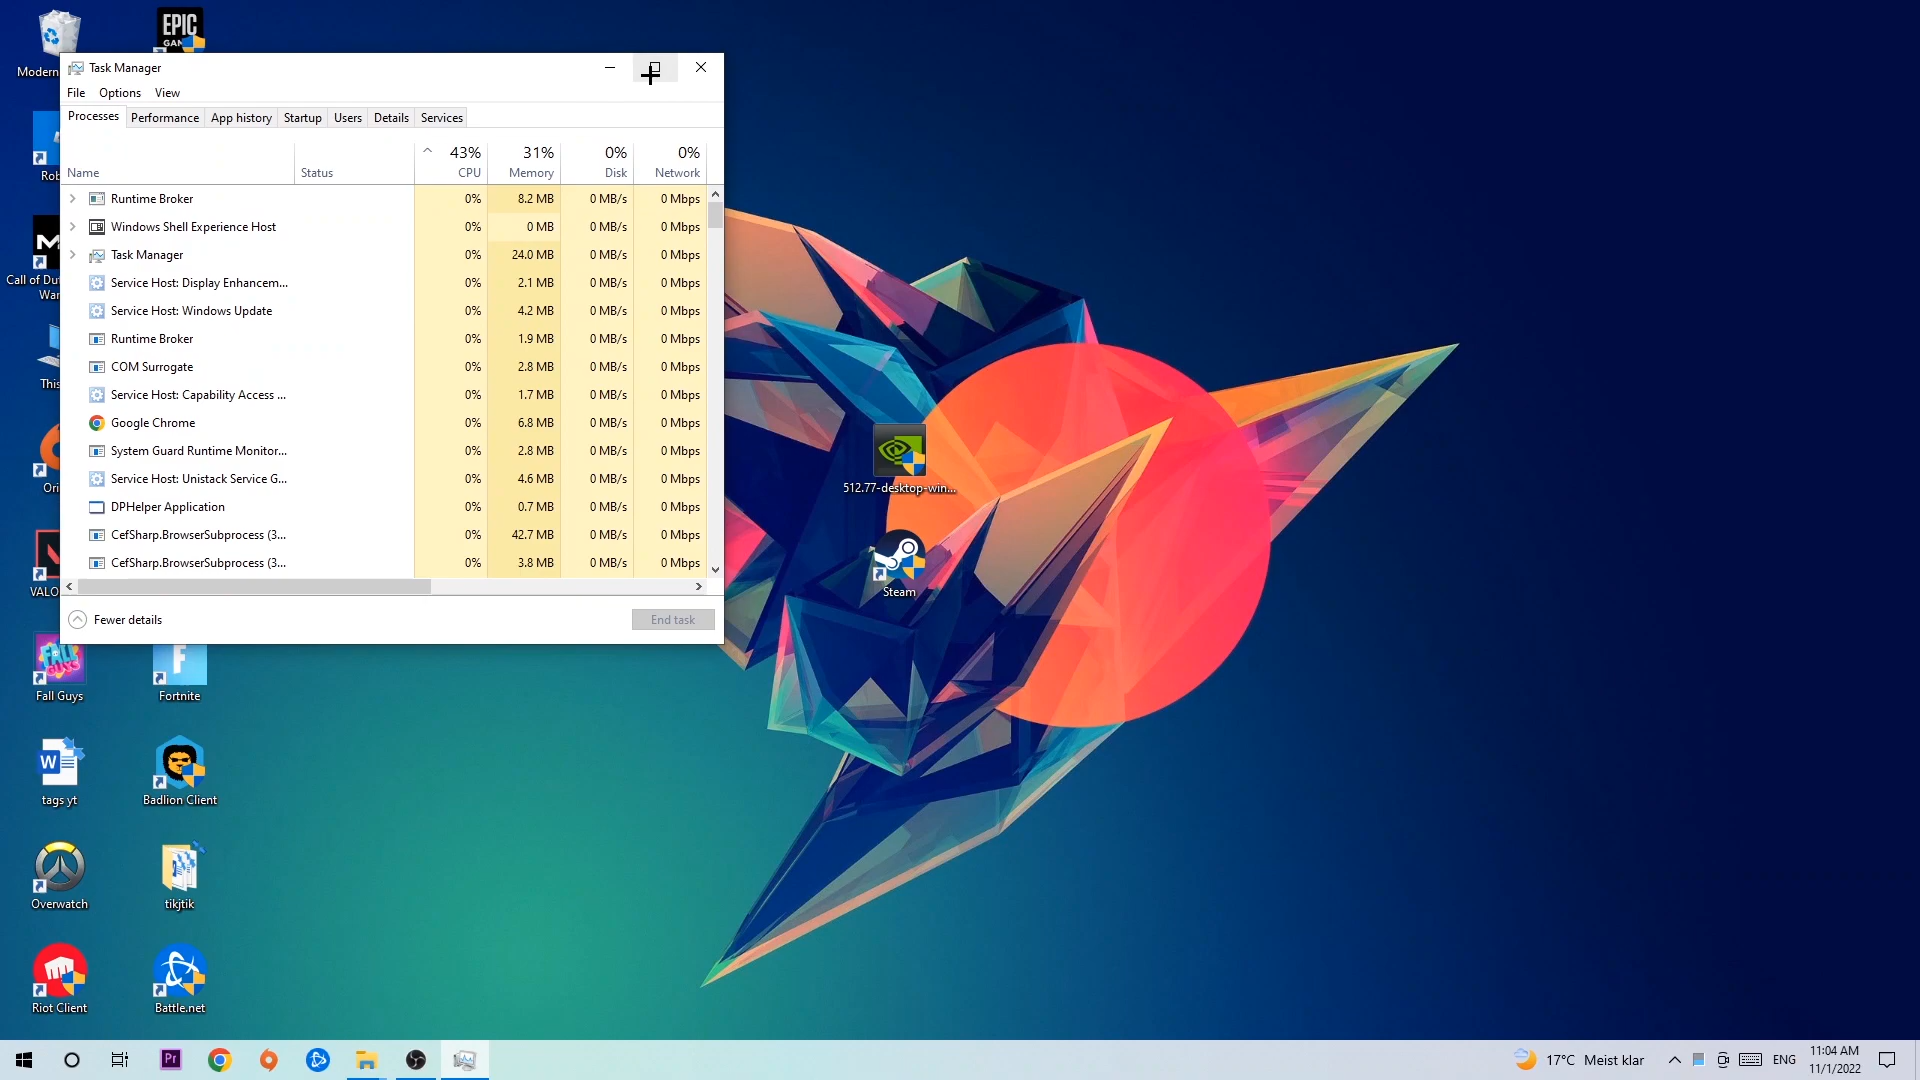 EPIC
GAM
Modern
Task Manager
File Options View
Processes Performance App history Startup Users Details Services
43% 31% 0% 0%
Name Status CPU Memory Disk Network
Runtime Broker 0% 8.2 MB 0 MB/s 0 Mbps
Windows Shell Experience Host 0% 0 MB 0 MB/s 0 Mbps
Task Manager 0% 24.0 MB 0 MB/s 0 Mbps
Service Host: Display Enhancem... 0% 2.1 MB 0 MB/s 0 Mbps
Service Host: Windows Update 0% 4.2 MB 0 MB/s 0 Mbps
Runtime Broker 0% 1.9 MB 0 MB/s 0 Mbps
COM Surrogate 0% 2.8 MB 0 MB/s 0 Mbps
Service Host: Capability Access ... 0% 1.7 MB 0 MB/s 0 Mbps
Google Chrome 0% 6.8 MB 0 MB/s 0 Mbps
System Guard Runtime Monitor... 0% 2.8 MB 0 MB/s 0 Mbps
Service Host: Unistack Service G... 0% 4.6 MB 0 MB/s 0 Mbps
DPHelper Application 0% 0.7 MB 0 MB/s 0 Mbps
CefSharp.BrowserSubprocess (3... 0% 42.7 MB 0 MB/s 0 Mbps
CefSharp.BrowserSubprocess (3... 0% 3.8 MB 0 MB/s 0 Mbps
Fewer details End task
Rob
M
Call of Du
War
This
Ori
VALO
512.77-desktop-win...
Steam
FALL
GUYS
Fall Guys
F
Fortnite
W
tags yt
Badlion Client
Overwatch
tikjtik
Riot Client
Battle.net
Pr
17°C Meist klar
ENG
11:04 AM
11/1/2022